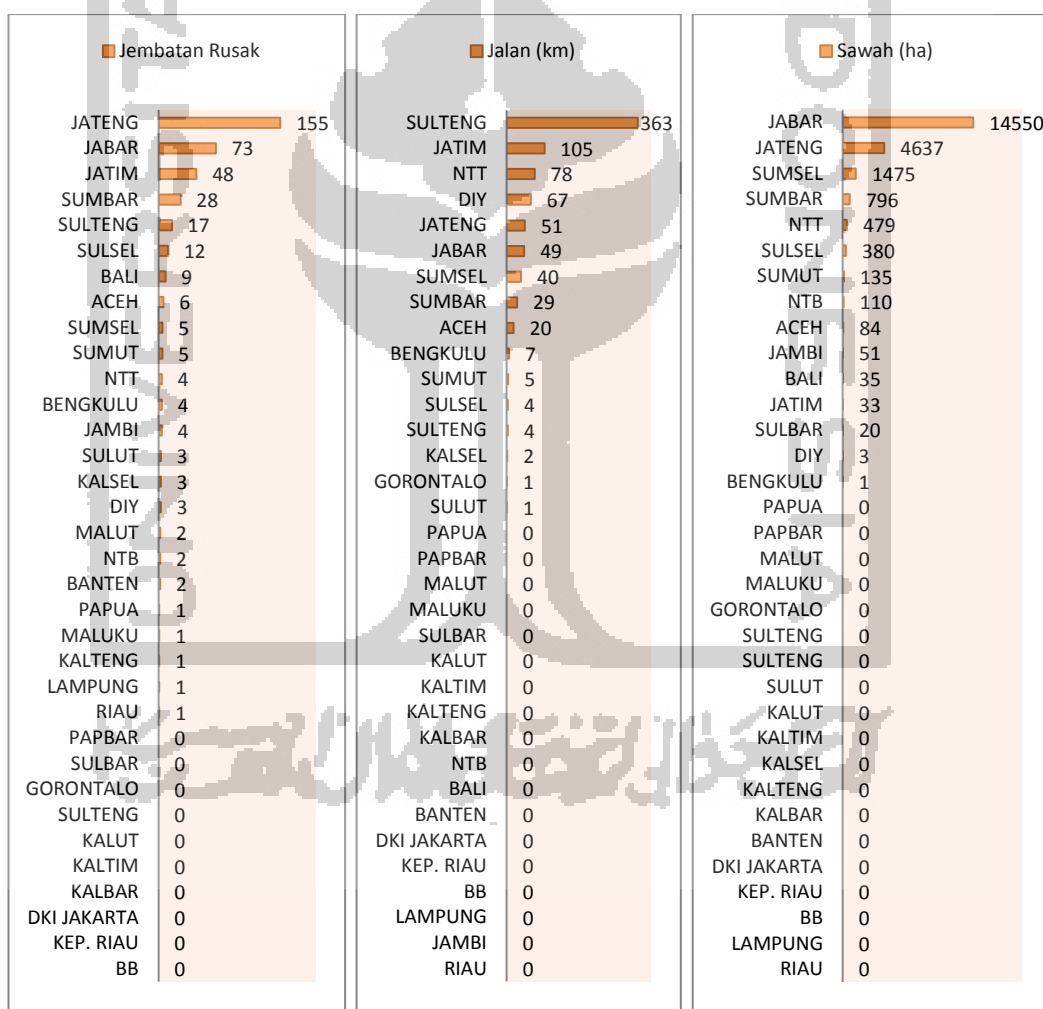 Jembatan Rusak
JATENG 155
JABAR 73
JATIM 48
SUMBAR 28
SULTENG 17
SULSEL 12
BALI 9
ACEH 6
SUMSEL 5
SUMUT 5
NTT 4
BENGKULU 4
JAMBI 4
SULUT 3
KALSEL 3
DIY 3
MALUT 2
NTB 2
BANTEN 2
PAPUA 1
MALUKU 1
KALTENG 1
LAMPUNG 1
RIAU 1
PAPBAR 0
SULBAR 0
GORONTALO 0
SULTENG 0
KALUT 0
KALTIM 0
KALBAR 0
DKI JAKARTA 0
KEP. RIAU 0
BB 0
Jalan (km)
SULTENG 363
JATIM 105
NTT 78
DIY 67
JATENG 51
JABAR 49
SUMSEL 40
SUMBAR 29
ACEH 20
BENGKULU 7
SUMUT 5
SULSEL 4
SULTENG 4
KALSEL 2
GORONTALO 1
SULUT 1
PAPUA 0
PAPBAR 0
MALUT 0
MALUKU 0
SULBAR 0
KALUT 0
KALTIM 0
KALTENG 0
KALBAR 0
NTB 0
BALI 0
BANTEN 0
DKI JAKARTA 0
KEP. RIAU 0
BB 0
LAMPUNG 0
JAMBI 0
RIAU 0
Sawah (ha)
JABAR 14550
JATENG 4637
SUMSEL 1475
SUMBAR 796
NTT 479
SULSEL 380
SUMUT 135
NTB 110
ACEH 84
JAMBI 51
BALI 35
JATIM 33
SULBAR 20
DIY 3
BENGKULU 1
PAPUA 0
PAPBAR 0
MALUT 0
MALUKU 0
GORONTALO 0
SULTENG 0
SULTENG 0
SULUT 0
KALUT 0
KALTIM 0
KALSEL 0
KALTENG 0
KALBAR 0
BANTEN 0
DKI JAKARTA 0
KEP. RIAU 0
BB 0
LAMPUNG 0
RIAU 0